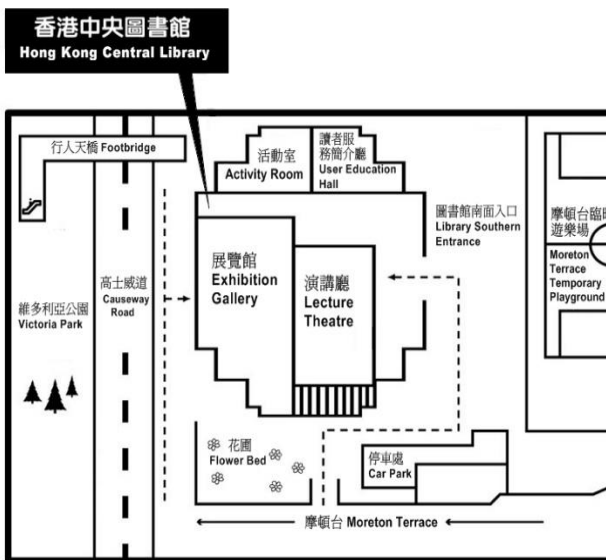 香港中央圖書館
Hong Kong Central Library
行人天橋 Footbridge
活動室
Activity Room
讀者服
務簡介廳
User Education
Hall
圖書館南面入口
Library Southern
Entrance
摩頓台臨時
遊樂場
Moreton
Terrace
Temporary
Playground
展覽館
Exhibition
Gallery
演講廳
Lecture
Theatre
高士威道
Causeway
Road
維多利亞公園
Victoria Park
花圃
Flower Bed
停車處
Car Park
摩頓台 Moreton Terrace